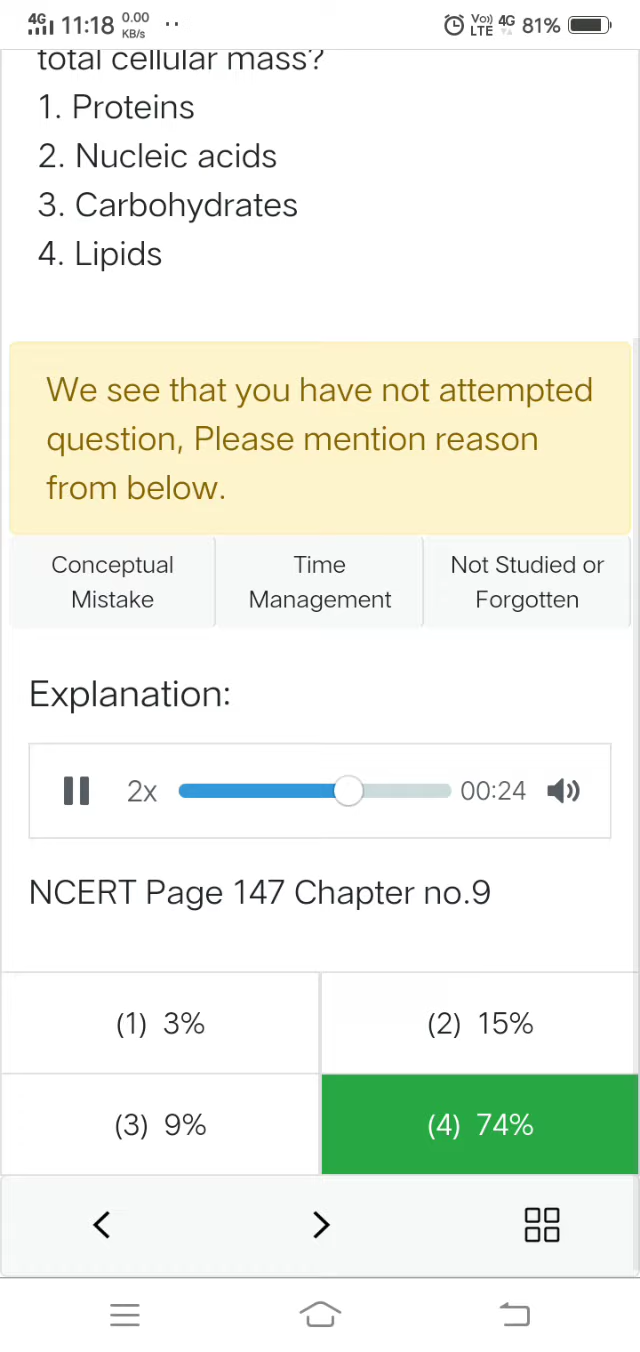 4G 11:18 0.00 KB/s ·· Vo)) LTE 4G 81%
total cellular mass?
1. Proteins
2. Nucleic acids
3. Carbohydrates
4. Lipids
We see that you have not attempted
question, Please mention reason
from below.
Conceptual Mistake
Time Management
Not Studied or Forgotten
Explanation:
2x 00:24
NCERT Page 147 Chapter no.9
(1) 3%
(2) 15%
(3) 9%
(4) 74%